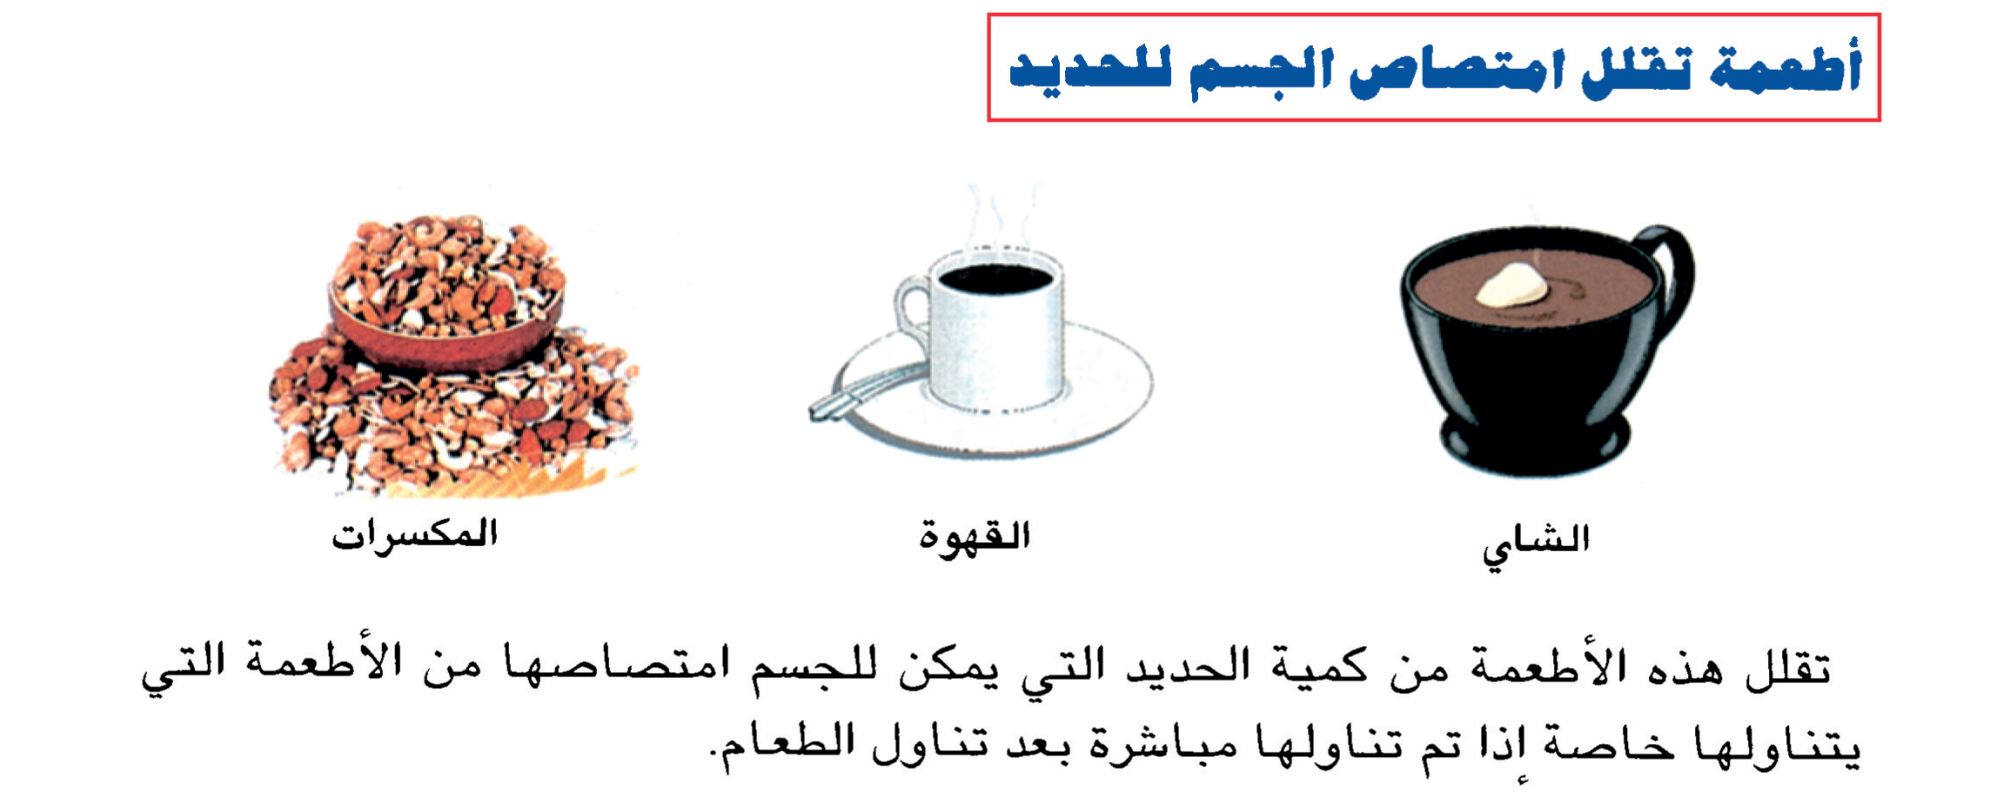 أطعمة تقلل امتصاص الجسم للحديد
الشاي
القهوة
المكسرات
تقلل هذه الأطعمة من كمية الحديد التي يمكن للجسم امتصاصها من الأطعمة التي
يتناولها خاصة إذا تم تناولها مباشرة بعد تناول الطعام.